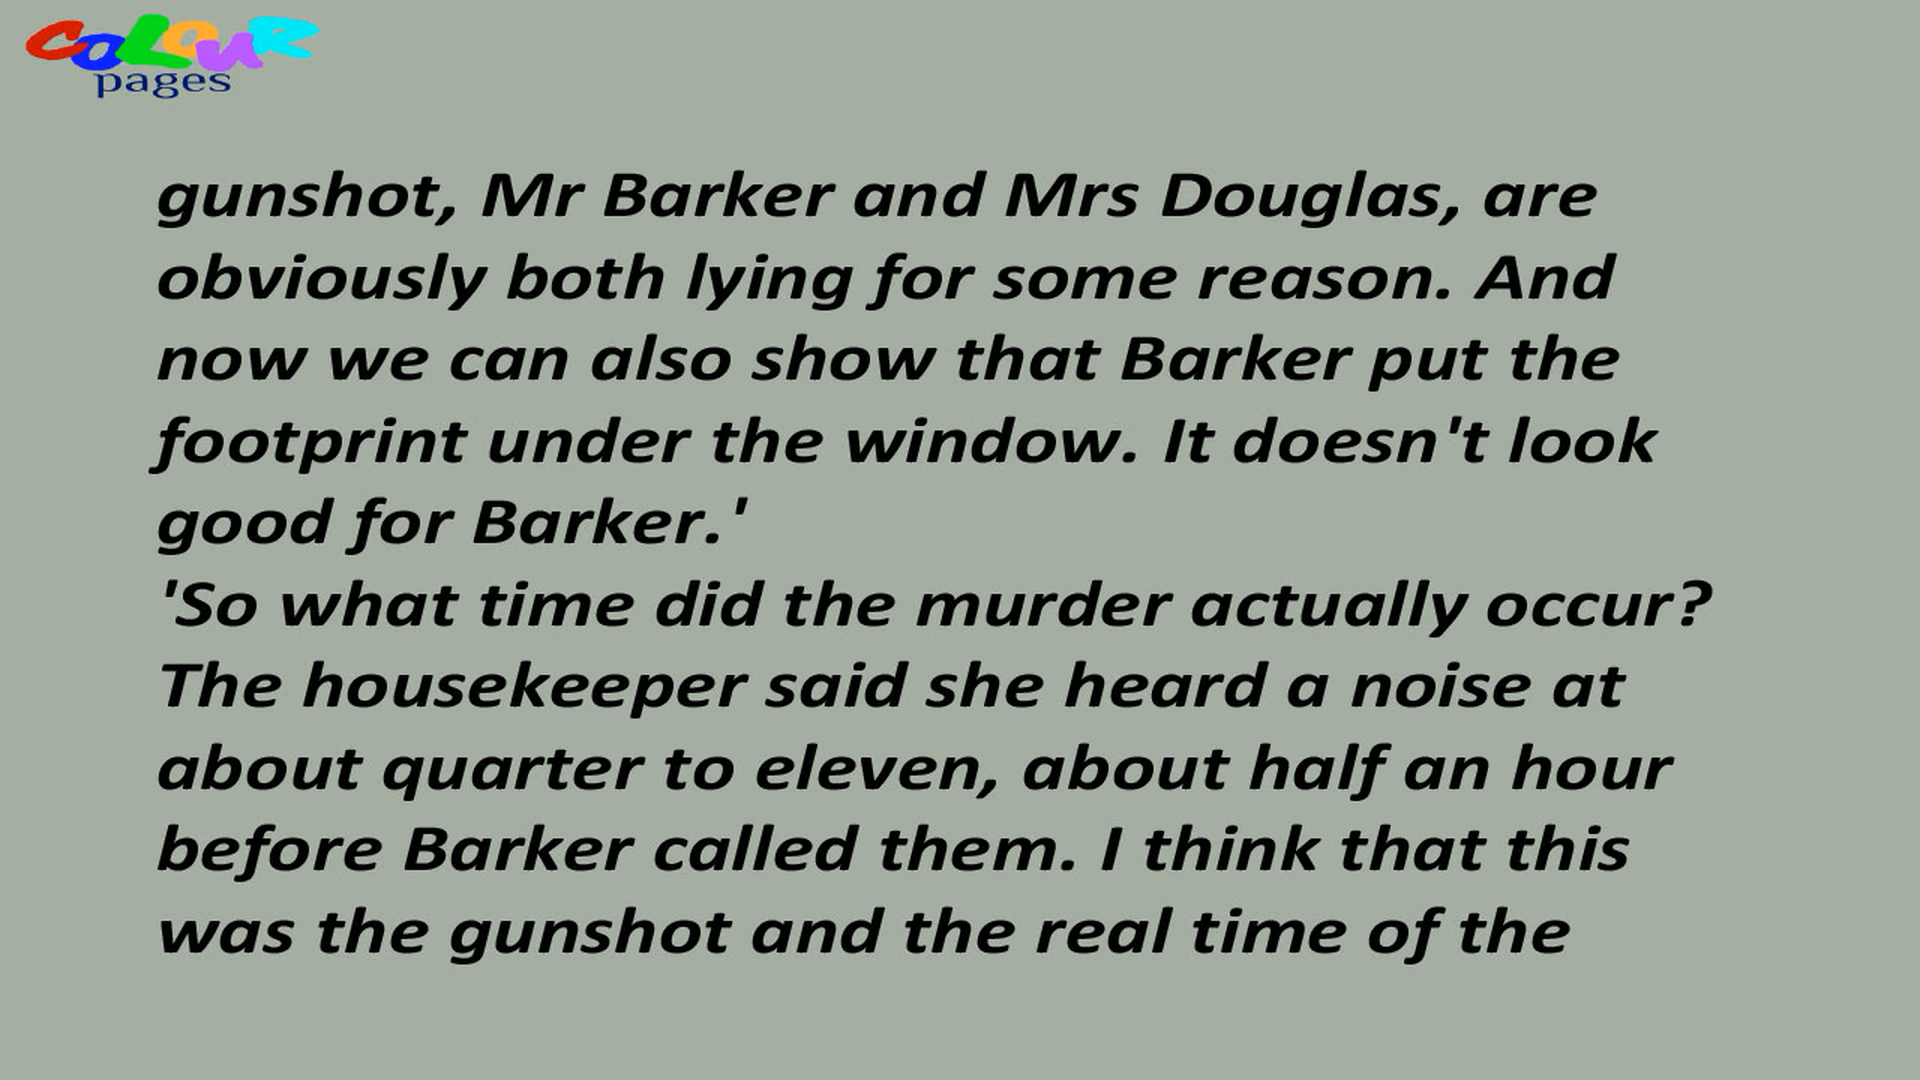 COLOUR
pages
gunshot, Mr Barker and Mrs Douglas, are
obviously both lying for some reason. And
now we can also show that Barker put the
footprint under the window. It doesn't look
good for Barker.'
'So what time did the murder actually occur?
The housekeeper said she heard a noise at
about quarter to eleven, about half an hour
before Barker called them. I think that this
was the gunshot and the real time of the